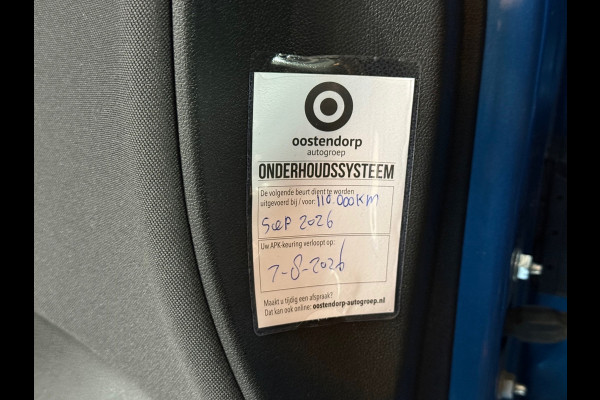 oostendorp
autogroep
ONDERHOUDSSYSTEEM
De volgende beurt dient te worden
uitgevoerd bij / voor: 110.000KM
Sep 2026
Uw APK-keuring verloopt op:
7-8-2026
Maakt u tijdig een afspraak?
Dat kan ook online: oostendorp-autogroep.nl